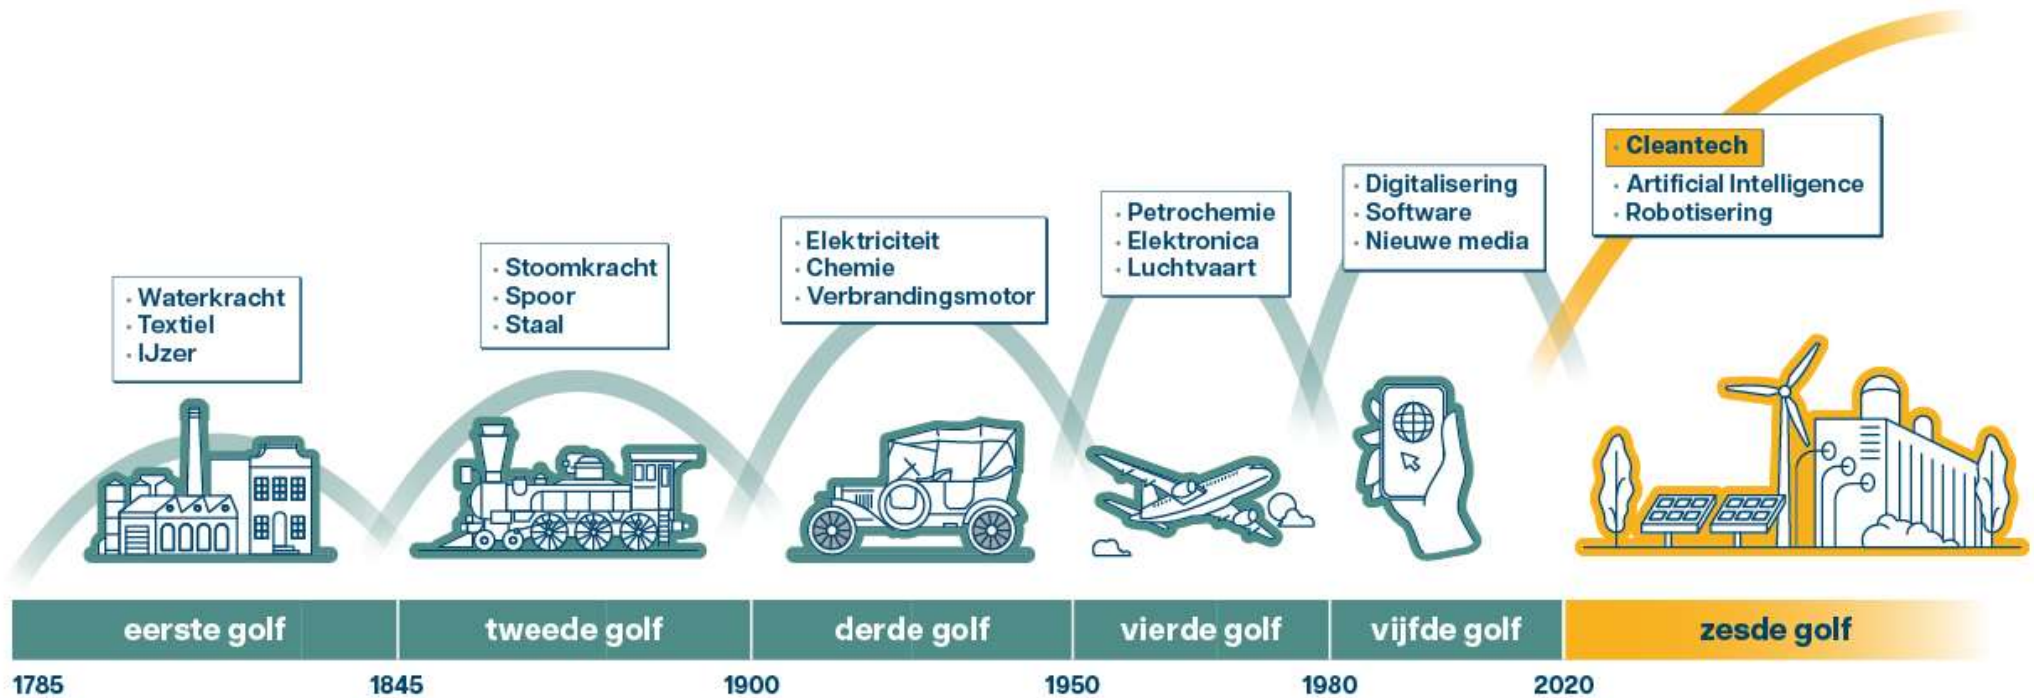 · Waterkracht
· Textiel
· IJzer
· Stoomkracht
· Spoor
· Staal
· Elektriciteit
· Chemie
· Verbrandingsmotor
· Petrochemie
· Elektronica
· Luchtvaart
· Digitalisering
· Software
· Nieuwe media
· Cleantech
· Artificial Intelligence
· Robotisering
eerste golf
tweede golf
derde golf
vierde golf
vijfde golf
zesde golf
1785
1845
1900
1950
1980
2020